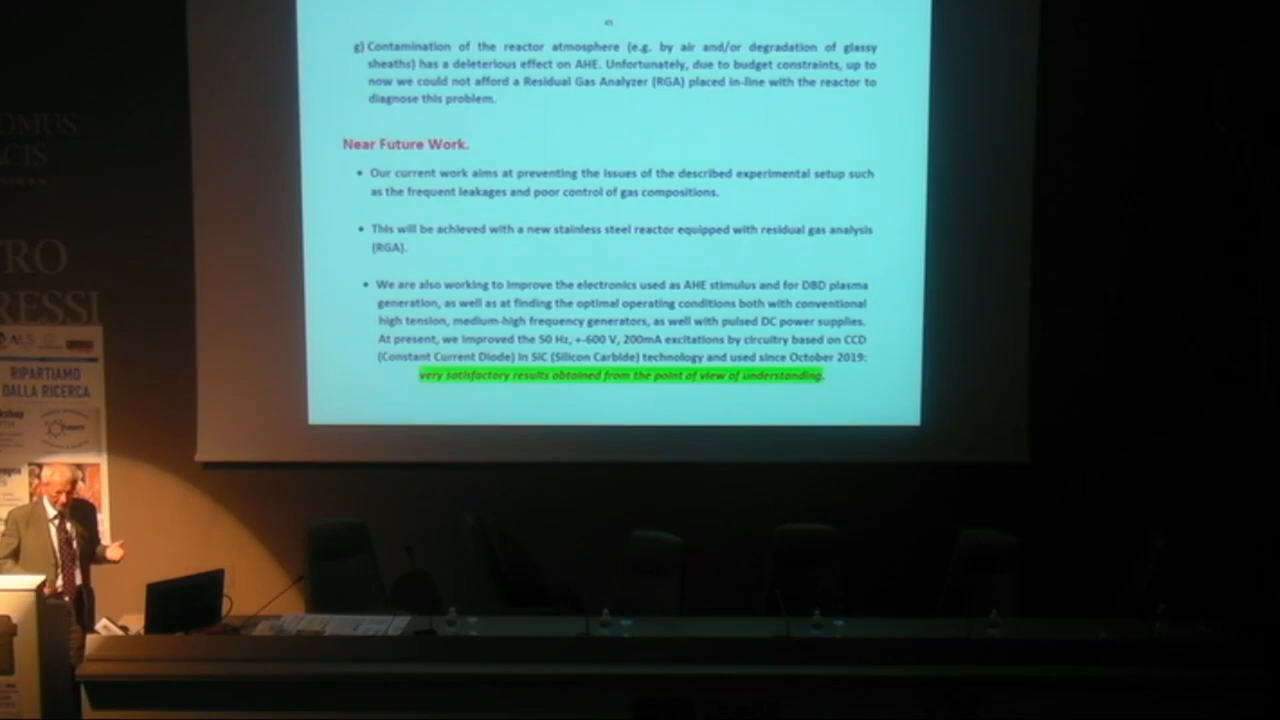 45
g) Contamination of the reactor atmosphere (e.g. by air and/or degradation of glassy
sheaths) has a deleterious effect on AHE. Unfortunately, due to budget constraints, up to
now we could not afford a Residual Gas Analyzer (RGA) placed in-line with the reactor to
diagnose this problem.
Near Future Work.
• Our current work aims at preventing the issues of the described experimental setup such
as the frequent leakages and poor control of gas compositions.
• This will be achieved with a new stainless steel reactor equipped with residual gas analysis
(RGA).
• We are also working to improve the electronics used as AHE stimulus and for DBD plasma
generation, as well as at finding the optimal operating conditions both with conventional
high tension, medium-high frequency generators, as well with pulsed DC power supplies.
At present, we improved the 50 Hz, +-600 V, 200mA excitations by circuitry based on CCD
(Constant Current Diode) in SiC (Silicon Carbide) technology and used since October 2019:
very satisfactory results obtained from the point of view of understanding.
OMUS
ACIS
TRO
RESSI
ALS
RIPARTIAMO
DALLA RICERCA